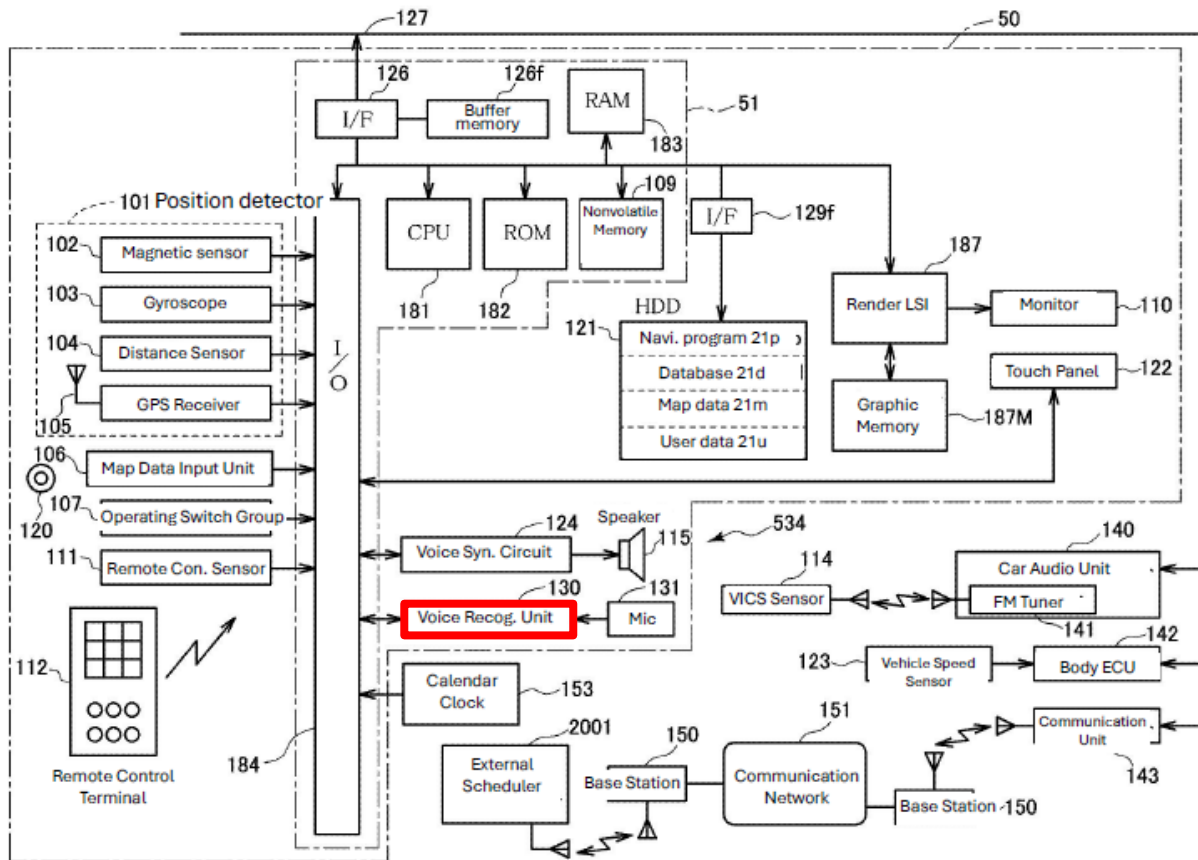 127
50
126
126f
I/F
Buffer
memory
RAM
183
51
101 Position detector
102
Magnetic sensor
103
Gyroscope
104
Distance Sensor
GPS Receiver
105
106
Map Data Input Unit
120
107
Operating Switch Group
111
Remote Con. Sensor
112
Remote Control
Terminal
184
I/O
CPU
181
ROM
182
109
Nonvolatile
Memory
I/F
129f
HDD
121
Navi. program 21p
Database 21d
Map data 21m
User data 21u
187
Render LSI
Monitor
110
Graphic
Memory
187M
Touch Panel
122
124
Voice Syn. Circuit
Speaker
115
534
130
Voice Recog. Unit
131
Mic
Calendar
Clock
153
114
VICS Sensor
140
Car Audio Unit
FM Tuner
141
142
123
Vehicle Speed
Sensor
Body ECU
Communication
Unit
143
2001
External
Scheduler
150
Base Station
151
Communication
Network
Base Station
150